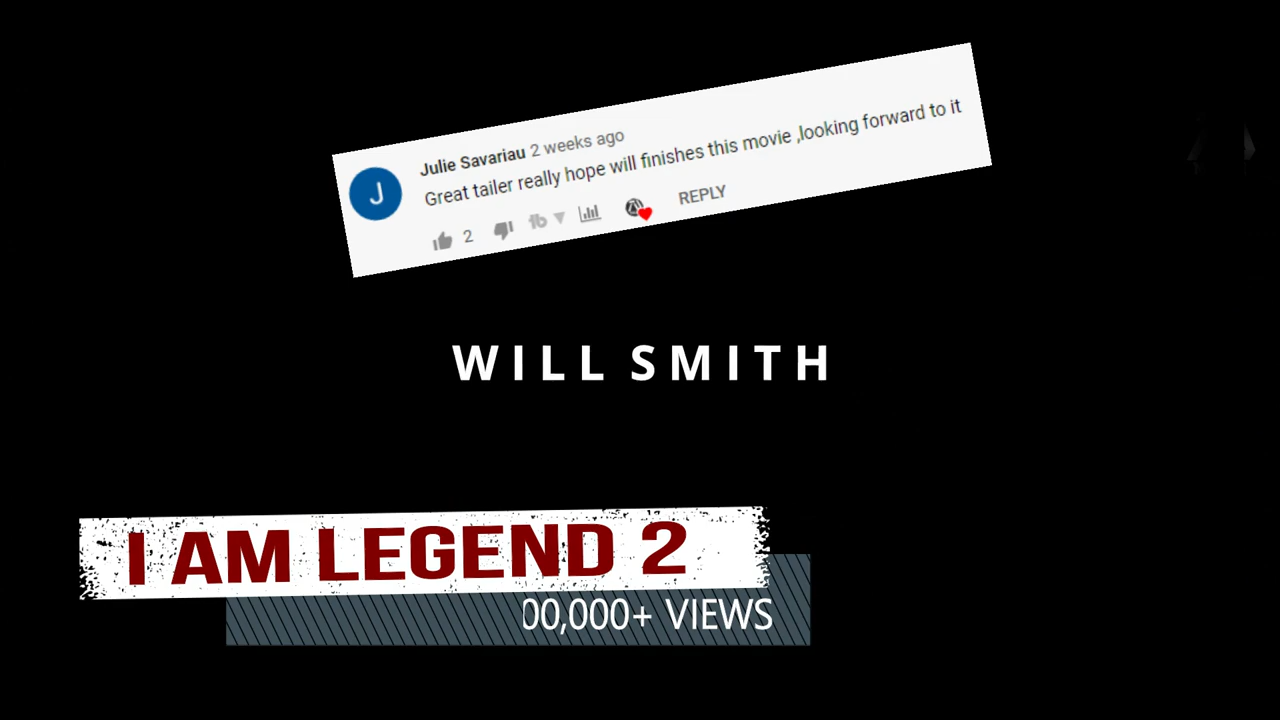 Julie Savariau 2 weeks ago
Great tailer really hope will finishes this movie ,looking forward to it
2 REPLY
WILL SMITH
I AM LEGEND 2
00,000+ VIEWS